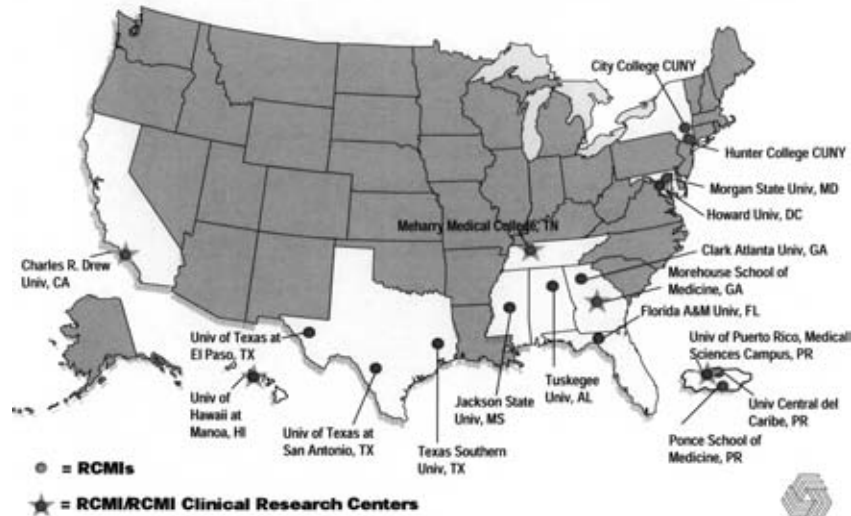 City College CUNY
Hunter College CUNY
Morgan State Univ, MD
Howard Univ, DC
Meharry Medical College, TN
Clark Atlanta Univ, GA
Morehouse School of
Medicine, GA
Florida A&M Univ, FL
Charles R. Drew
Univ, CA
Univ of Texas at
El Paso, TX
Univ of Puerto Rico, Medical
Sciences Campus, PR
Univ of
Hawaii at
Manoa, HI
Univ of Texas at
San Antonio, TX
Texas Southern
Univ, TX
Jackson State
Univ, MS
Tuskegee
Univ, AL
Univ Central del
Caribe, PR
Ponce School of
Medicine, PR
= RCMIs
= RCMI/RCMI Clinical Research Centers